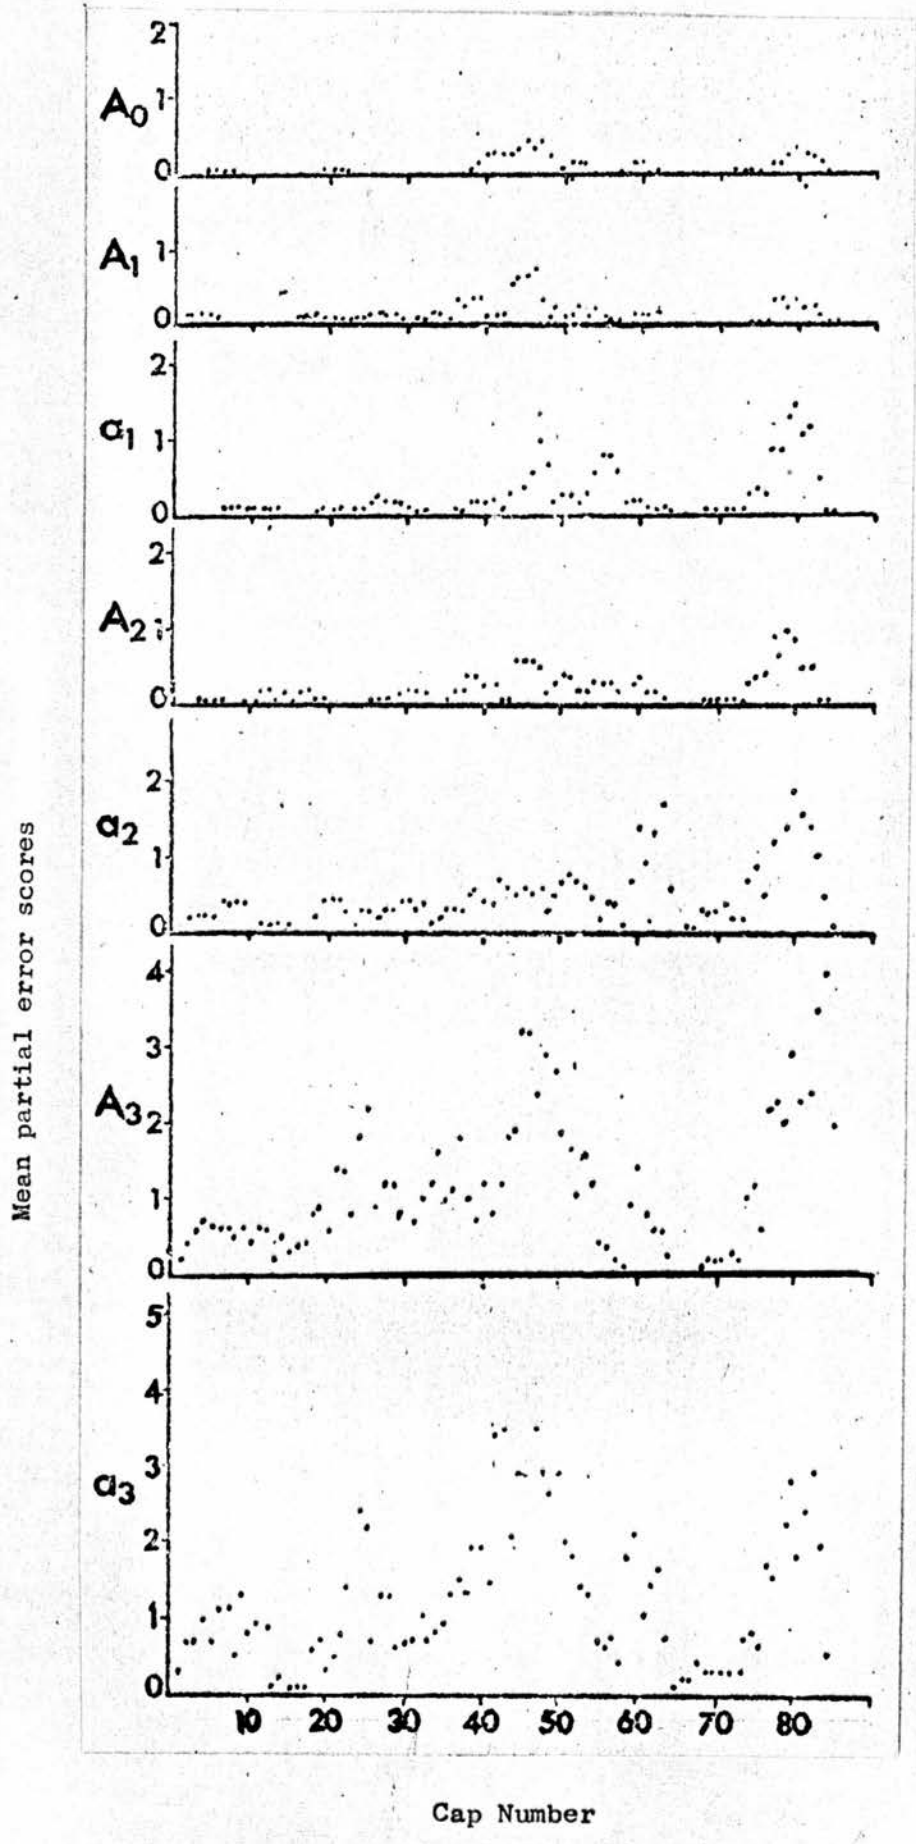 Mean partial error scores
A0 2 1 0
A1 1 0
a1 2 1 0
A2 2 1 0
a2 2 1 0
A3 4 3 2 1 0
a3 5 4 3 2 1 0
10 20 30 40 50 60 70 80
Cap Number